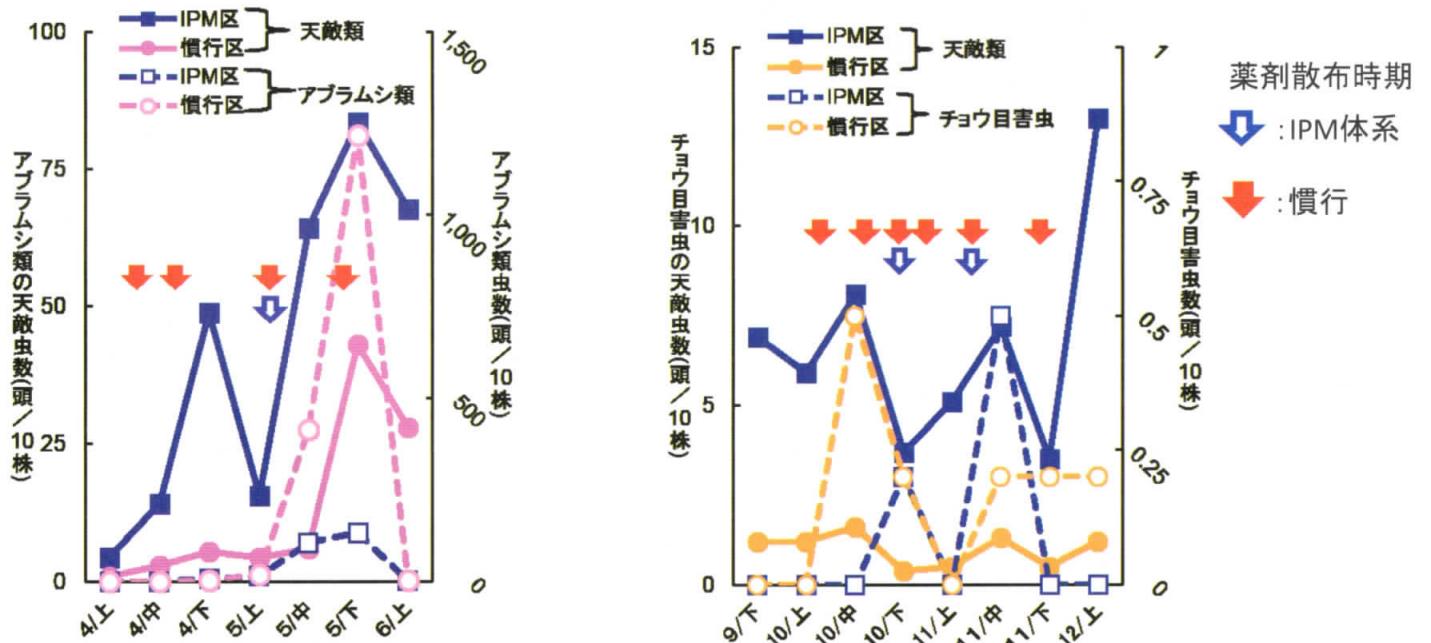 IPM区
慣行区
天敵類
IPM区
慣行区
アブラムシ類
アブラムシ類の天敵虫数(頭／10株)
100
75
50
25
0
1,500
1,000
500
0
アブラムシ類虫数(頭／10株)
4/上
4/中
4/下
5/上
5/中
5/下
6/上
IPM区
慣行区
天敵類
IPM区
慣行区
チョウ目害虫
チョウ目害虫の天敵虫数(頭／10株)
15
10
5
0
1
0.75
0.5
0.25
0
チョウ目害虫数(頭／10株)
9/下
10/上
10/中
10/下
11/上
11/中
11/下
12/上
薬剤散布時期
:IPM体系
:慣行